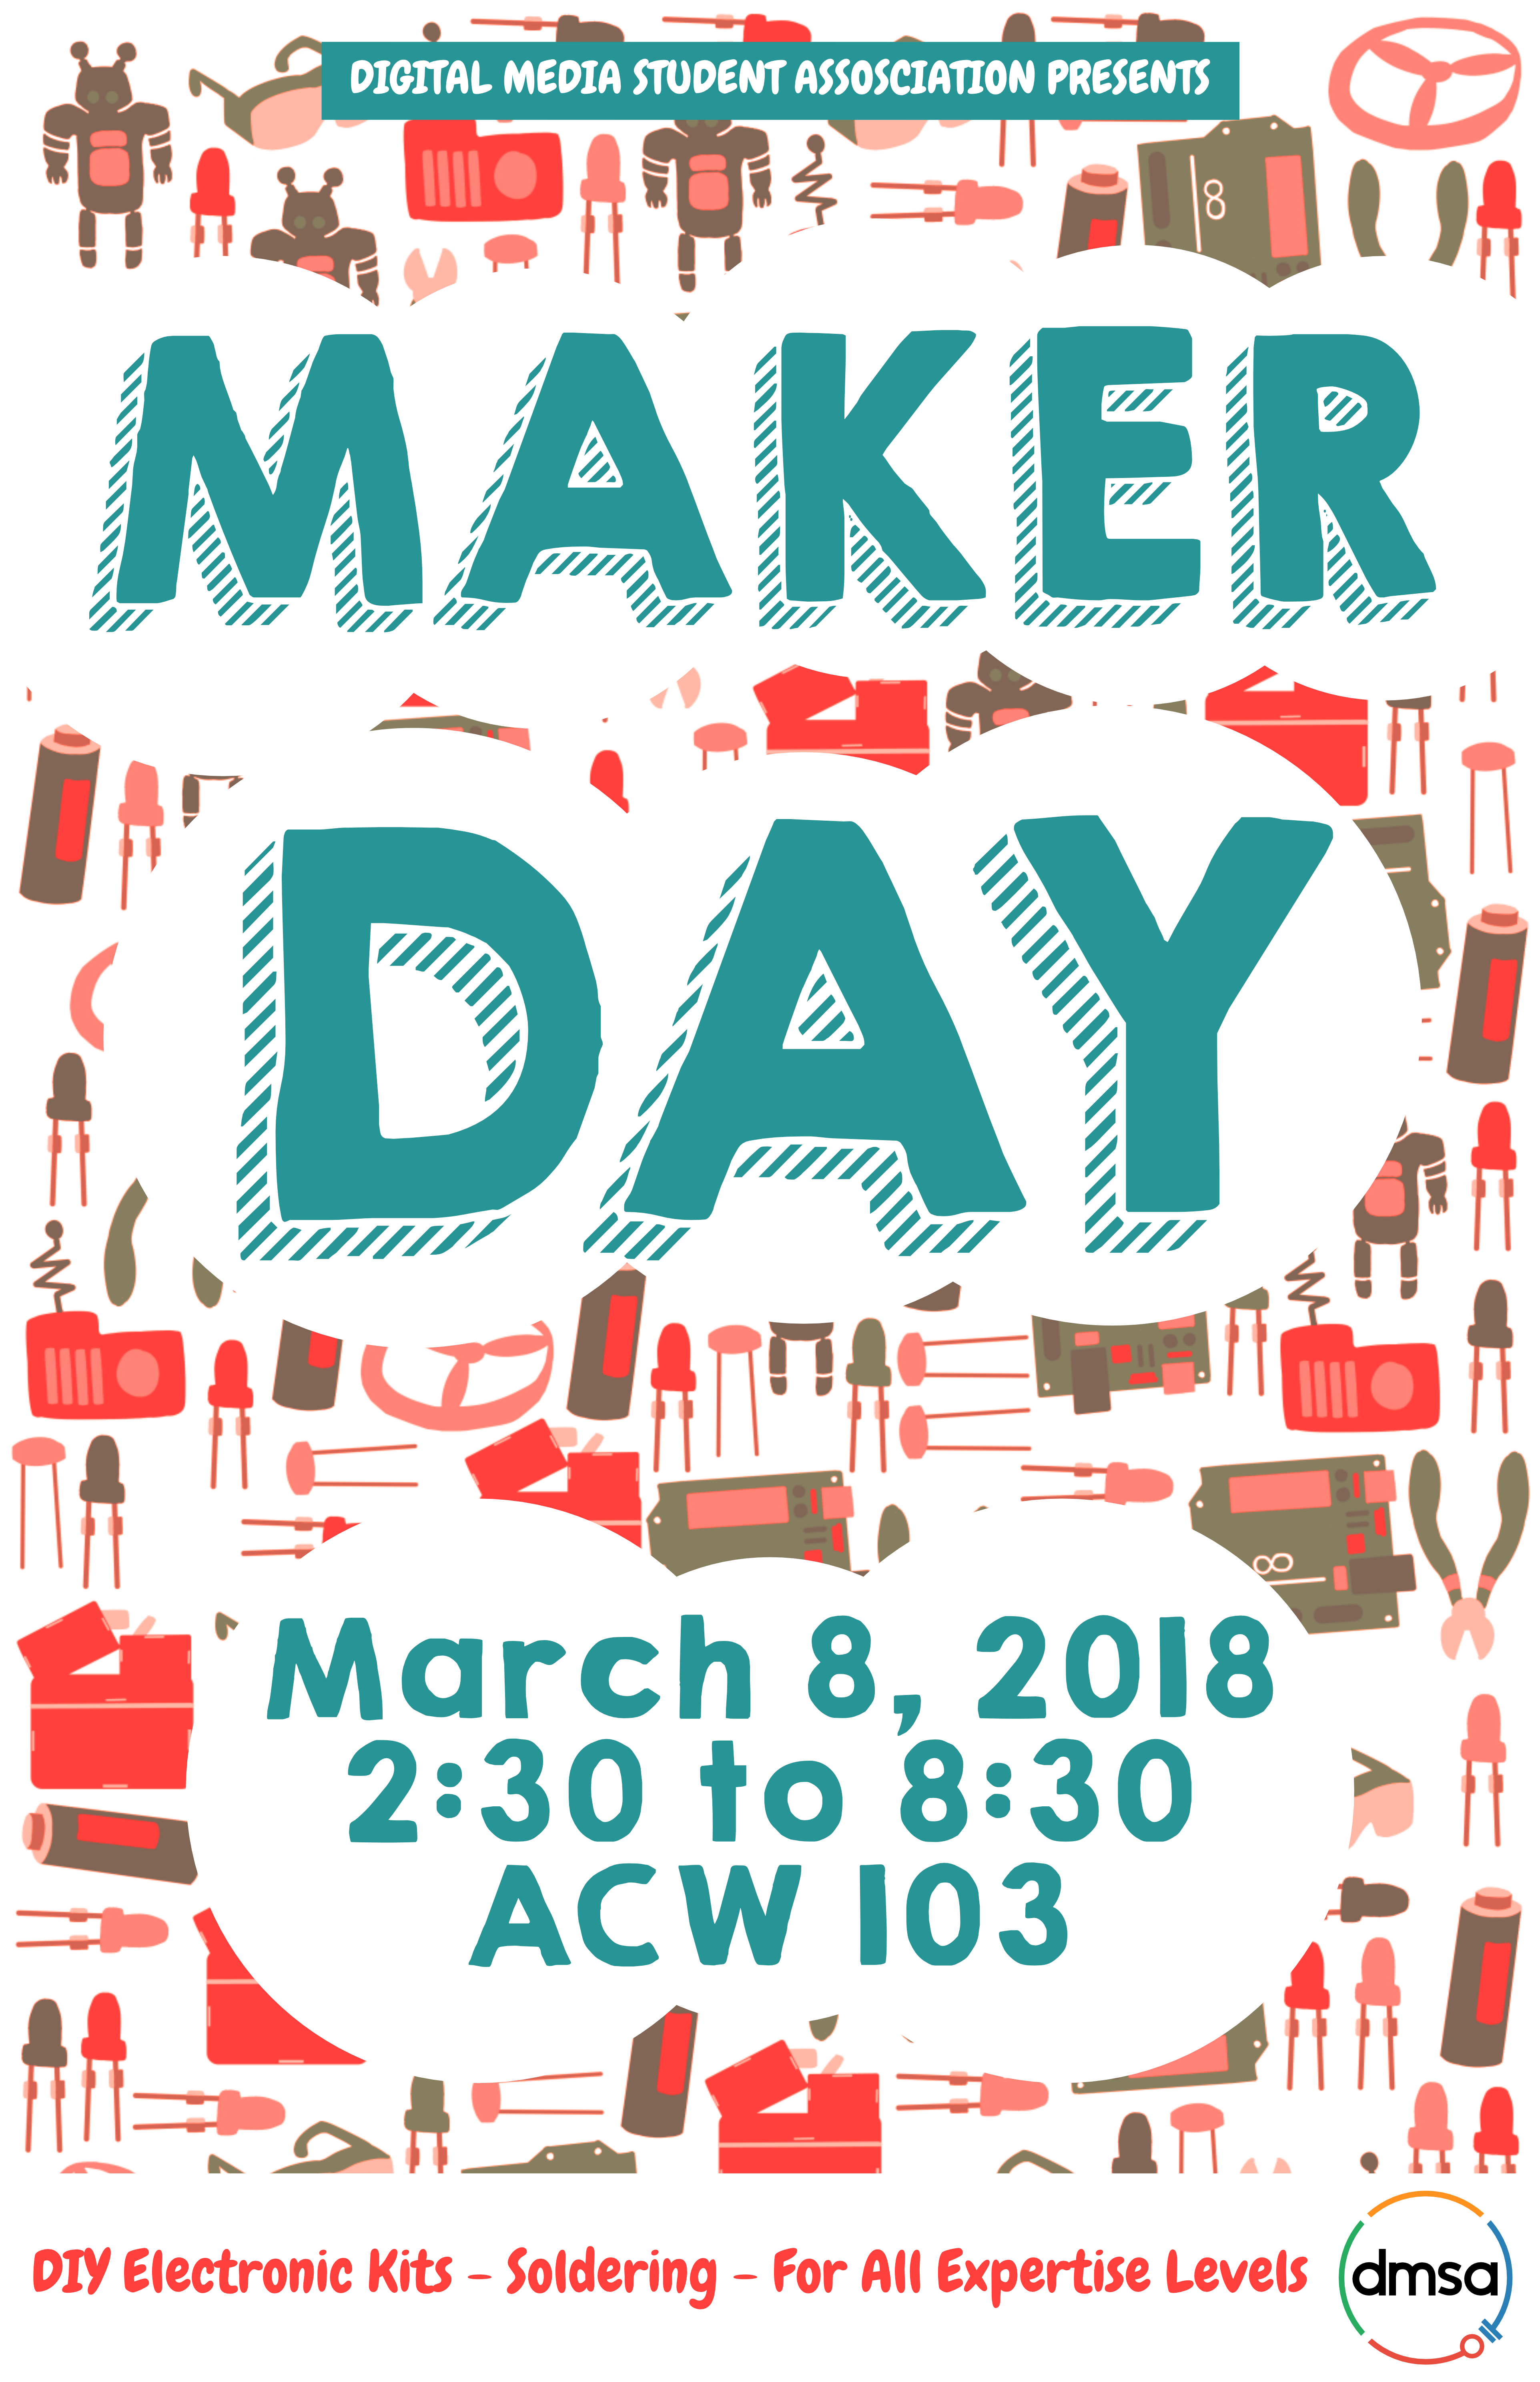 DIGITAL MEDIA STUDENT ASSOSCIATION PRESENTS
MAKER
DAY
March 8, 2018
2:30 to 8:30
ACW 103
DIY Electronic Kits - Soldering - For All Expertise Levels
dmsa